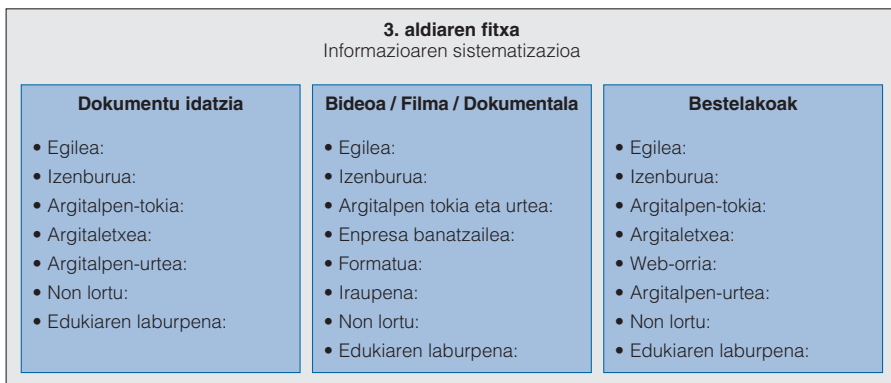 3. aldiaren fitxa
Informazioaren sistematizazioa
Dokumentu idatzia
• Egilea:
• Izenburua:
• Argitalpen-tokia:
• Argitaletxea:
• Argitalpen-urtea:
• Non lortu:
• Edukiaren laburpena:
Bideoa / Filma / Dokumentala
• Egilea:
• Izenburua:
• Argitalpen tokia eta urtea:
• Enpresa banatzailea:
• Formatua:
• Iraupena:
• Non lortu:
• Edukiaren laburpena:
Bestelakoak
• Egilea:
• Izenburua:
• Argitalpen-tokia:
• Argitaletxea:
• Web-orria:
• Argitalpen-urtea:
• Non lortu:
• Edukiaren laburpena: